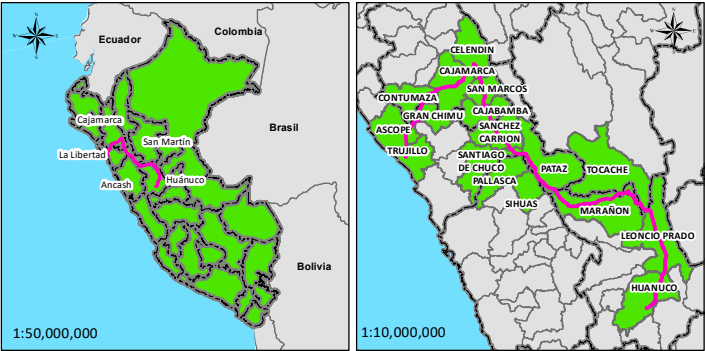 N
W
E
S
Ecuador
Colombia
Cajamarca
San Martín
Brasil
La Libertad
Ancash
Huánuco
Bolivia
1:50,000,000
N
W
E
S
CELENDIN
CAJAMARCA
SAN MARCOS
CONTUMAZA
CAJABAMBA
GRAN CHIMU
ASCOPE
SANCHEZ
CARRION
TRUJILLO
SANTIAGO
DE CHUCO
PATAZ
TOCACHE
PALLASCA
SIHUAS
MARAÑON
LEONCIO PRADO
HUANUCO
1:10,000,000